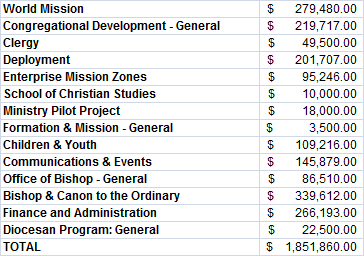 World Mission $ 279,480.00
Congregational Development - General $ 219,717.00
Clergy $ 49,500.00
Deployment $ 201,707.00
Enterprise Mission Zones $ 95,246.00
School of Christian Studies $ 10,000.00
Ministry Pilot Project $ 18,000.00
Formation & Mission - General $ 3,500.00
Children & Youth $ 109,216.00
Communications & Events $ 145,879.00
Office of Bishop - General $ 86,510.00
Bishop & Canon to the Ordinary $ 339,612.00
Finance and Administration $ 266,193.00
Diocesan Program: General $ 22,500.00
TOTAL $ 1,851,860.00